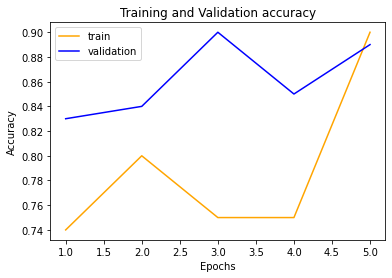 Training and Validation accuracy
train
validation
0.90
0.88
0.86
0.84
0.82
0.80
0.78
0.76
0.74
Accuracy
1.0 1.5 2.0 2.5 3.0 3.5 4.0 4.5 5.0
Epochs